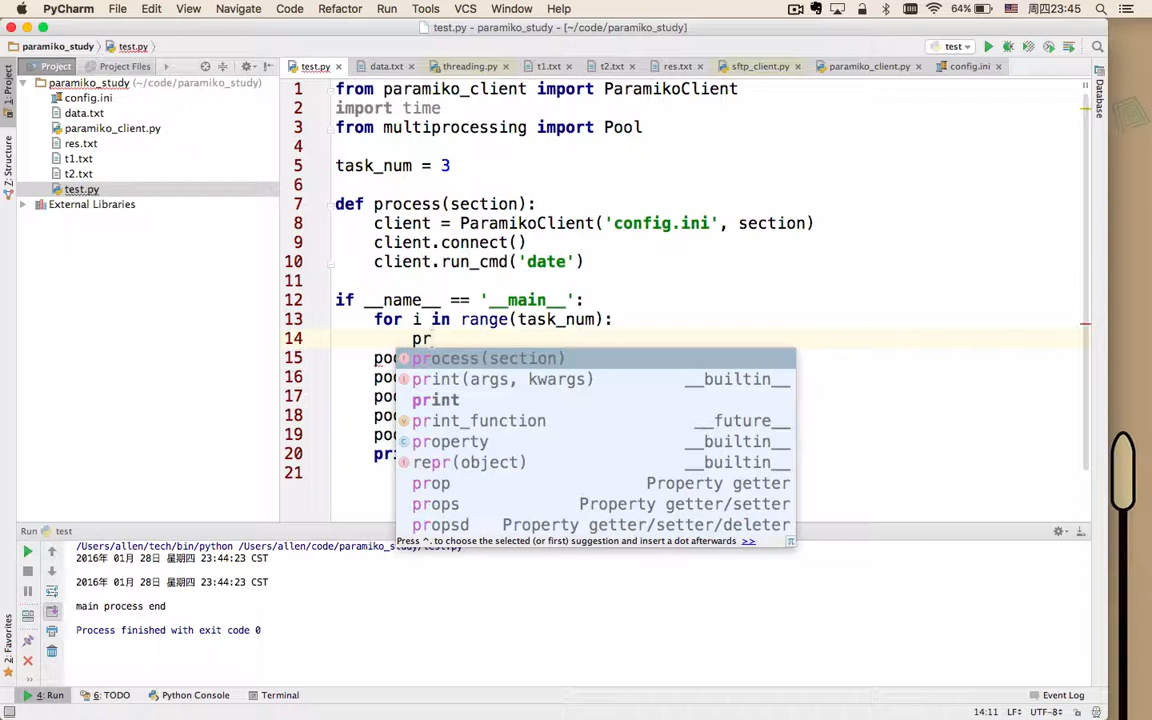 PyCharm File Edit View Navigate Code Refactor Run Tools VCS Window Help 64% 周四23:45
test.py - paramiko_study - [~/code/paramiko_study]
paramiko_study test.py test
Project Project Files test.py data.txt threading.py t1.txt t2.txt res.txt sftp_client.py paramiko_client.py config.ini
1: Project
Z: Structure
2: Favorites
Database
paramiko_study (~/code/paramiko_study)
config.ini
data.txt
paramiko_client.py
res.txt
t1.txt
t2.txt
test.py
External Libraries
1 from paramiko_client import ParamikoClient
2 import time
3 from multiprocessing import Pool
4
5 task_num = 3
6
7 def process(section):
8 client = ParamikoClient('config.ini', section)
9 client.connect()
10 client.run_cmd('date')
11
12 if __name__ == '__main__':
13 for i in range(task_num):
14 pr
15 poo
16 poo
17 poo
18 poo
19 poo
20 pri
21
process(section)
print(args, kwargs) __builtin__
print
print_function __future__
property __builtin__
repr(object) __builtin__
prop Property getter
props Property getter/setter
propsd Property getter/setter/deleter
Press ^. to choose the selected (or first) suggestion and insert a dot afterwards >> π
Run test
/Users/allen/tech/bin/python /Users/allen/code/paramiko_study/test.py
2016年 01月 28日 星期四 23:44:23 CST
2016年 01月 28日 星期四 23:44:23 CST
main process end
Process finished with exit code 0
4: Run 6: TODO Python Console Terminal Event Log
14:11 LF UTF-8